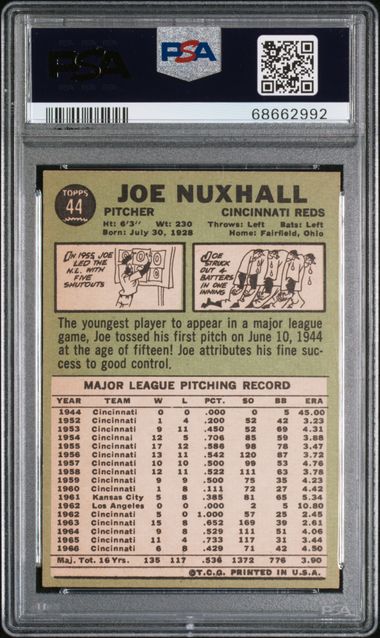 PSA
PSA
68662992
TOPPS
44
JOE NUXHALL
PITCHER CINCINNATI REDS
Ht: 6'3" Wt: 230 Throws: Left Bats: Left
Born: July 30, 1928 Home: Fairfield, Ohio
IN 1955, JOE
LED THE
N.L. WITH
FIVE
SHUTOUTS
JOE
STRUCK
OUT 4
BATTERS
IN ONE
INNING
The youngest player to appear in a major league
game, Joe tossed his first pitch on June 10, 1944
at the age of fifteen! Joe attributes his fine suc-
cess to good control.
MAJOR LEAGUE PITCHING RECORD
YEAR TEAM W L PCT. SO BB ERA
1944 Cincinnati 0 0 .000 0 5 45.00
1952 Cincinnati 1 4 .200 52 42 3.23
1953 Cincinnati 9 11 .450 52 69 4.31
1954 Cincinnati 12 5 .706 85 59 3.88
1955 Cincinnati 17 12 .586 98 78 3.47
1956 Cincinnati 13 11 .542 120 87 3.72
1957 Cincinnati 10 10 .500 99 53 4.76
1958 Cincinnati 12 11 .522 111 63 3.78
1959 Cincinnati 9 9 .500 75 35 4.23
1960 Cincinnati 1 8 .111 72 27 4.42
1961 Kansas City 5 8 .385 81 65 5.34
1962 Los Angeles 0 0 .000 2 5 10.80
1962 Cincinnati 5 0 1.000 57 25 2.45
1963 Cincinnati 15 8 .652 169 39 2.61
1964 Cincinnati 9 8 .529 111 51 4.06
1965 Cincinnati 11 4 .733 117 31 3.44
1966 Cincinnati 6 8 .429 71 42 4.50
Maj. Tot. 16 Yrs. 135 117 .536 1372 776 3.90
©T.C.G. PRINTED IN U.S.A.